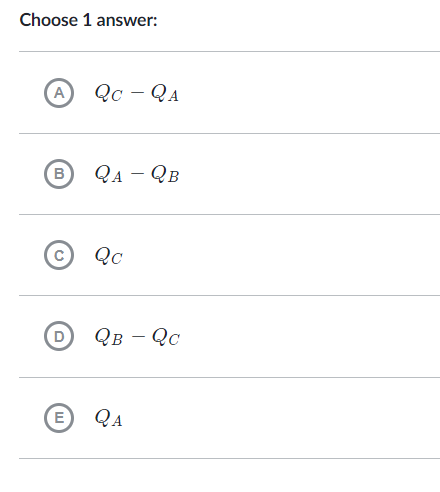 Choose 1 answer:
A Q_C − Q_A
B Q_A − Q_B
C Q_C
D Q_B − Q_C
E Q_A